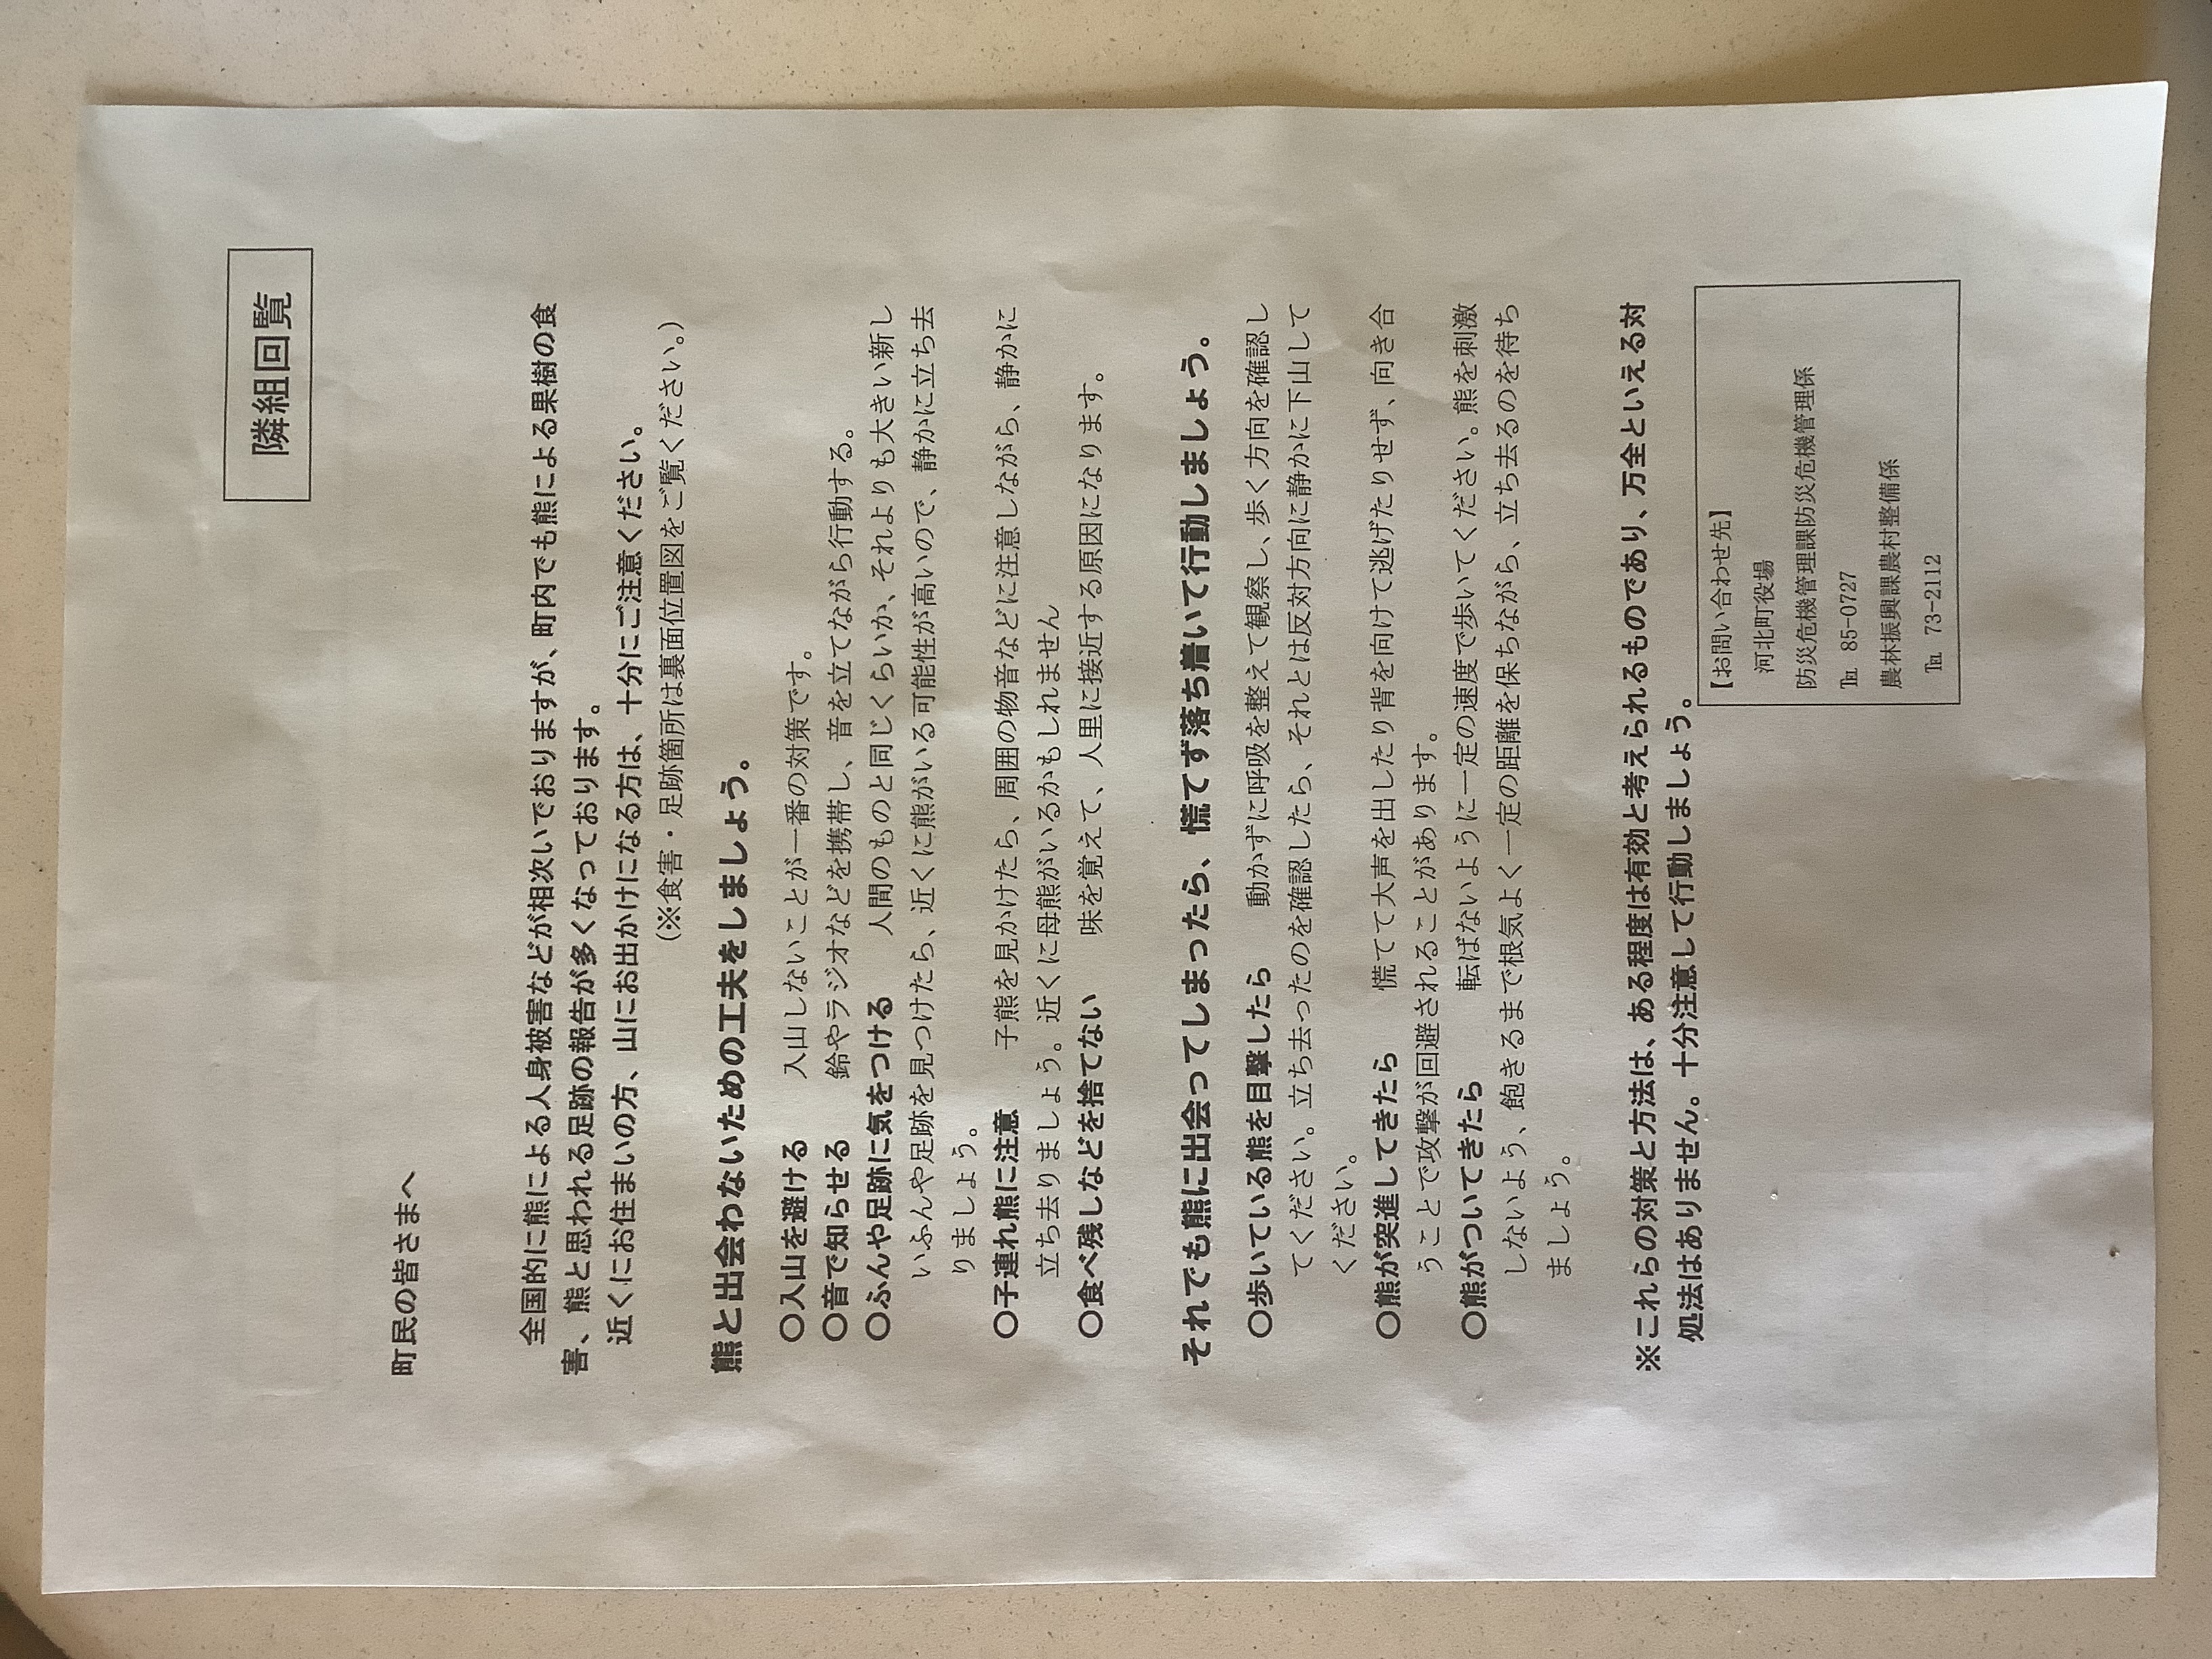 隣組回覧
町民の皆さまへ
　全国的に熊による人身被害などが相次いでおりますが、町内でも熊による果樹の食
害、熊と思われる足跡の報告が多くなっております。
　近くにお住まいの方、山にお出かけになる方は、十分にご注意ください。
（※食害・足跡箇所は裏面位置図をご覧ください。）
熊と出会わないための工夫をしましょう。
○入山を避ける　　入山しないことが一番の対策です。
○音で知らせる　　鈴やラジオなどを携帯し、音を立てながら行動する。
○ふんや足跡に気をつける　　人間のものと同じくらいか、それよりも大きい新し
いふんや足跡を見つけたら、近くに熊がいる可能性が高いので、静かに立ち去
りましょう。
○子連れ熊に注意　　子熊を見かけたら、周囲の物音などに注意しながら、静かに
立ち去りましょう。近くに母熊がいるかもしれません
○食べ残しなどを捨てない　　味を覚えて、人里に接近する原因になります。
それでも熊に出会ってしまったら、慌てず落ち着いて行動しましょう。
○歩いている熊を目撃したら　　動かずに呼吸を整えて観察し、歩く方向を確認し
てください。立ち去ったのを確認したら、それとは反対方向に静かに下山して
ください。
○熊が突進してきたら　　慌てて大声を出したり背を向けて逃げたりせず、向き合
うことで攻撃が回避されることがあります。
○熊がついてきたら　　　転ばないように一定の速度で歩いてください。熊を刺激
しないよう、飽きるまで根気よく一定の距離を保ちながら、立ち去るのを待ち
ましょう。
※これらの対策と方法は、ある程度は有効と考えられるものであり、万全といえる対
処法はありません。十分注意して行動しましょう。
【お問い合わせ先】
河北町役場
防災危機管理課防災危機管理係
℡ 85-0727
農林振興課農村整備係
℡ 73-2112